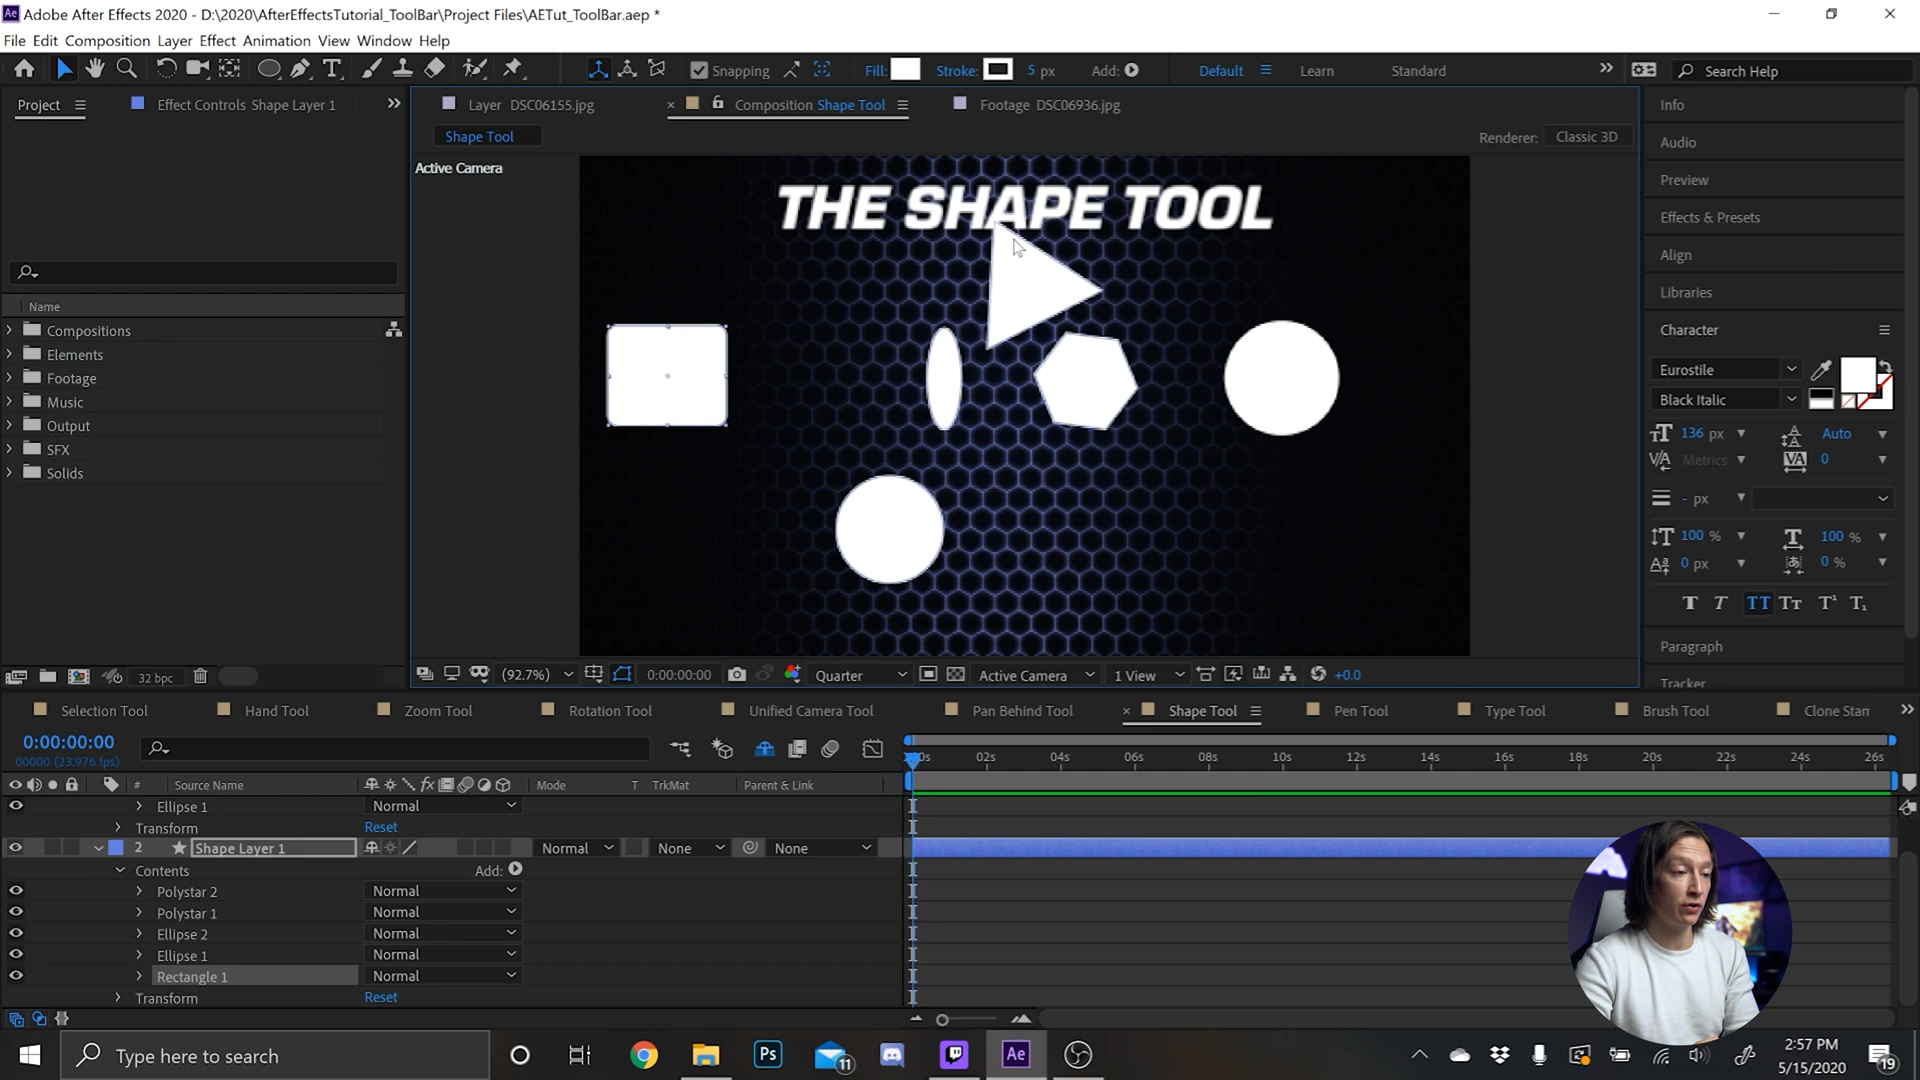 Adobe After Effects 2020 - D:\2020\AfterEffectsTutorial_ToolBar\Project Files\AETut_ToolBar.aep *
File Edit Composition Layer Effect Animation View Window Help
Snapping Fill: Stroke: 5 px Add: Default Learn Standard Search Help
Project Effect Controls Shape Layer 1 Layer DSC06155.jpg Composition Shape Tool Footage DSC06936.jpg
Shape Tool Renderer: Classic 3D
Active Camera
THE SHAPE TOOL
Name
Compositions
Elements
Footage
Music
Output
SFX
Solids
32 bpc
(92.7%) 0:00:00:00 Quarter Active Camera 1 View +0.0
Info
Audio
Preview
Effects & Presets
Align
Libraries
Character
Eurostile
Black Italic
136 px Auto
Metrics 0
- px
100 % 100 %
0 px 0 %
Paragraph
Tracker
Selection Tool Hand Tool Zoom Tool Rotation Tool Unified Camera Tool Pan Behind Tool Shape Tool Pen Tool Type Tool Brush Tool Clone Stam
0:00:00:00
00000 (23.976 fps)
02s 04s 06s 08s 10s 12s 14s 16s 18s 20s 22s 24s 26s
# Source Name Mode T TrkMat Parent & Link
Ellipse 1 Normal
Transform Reset
2 Shape Layer 1 Normal None None
Contents Add:
Polystar 2 Normal
Polystar 1 Normal
Ellipse 2 Normal
Ellipse 1 Normal
Rectangle 1 Normal
Transform Reset
Type here to search
Ps
11
Ae
2:57 PM
5/15/2020
19